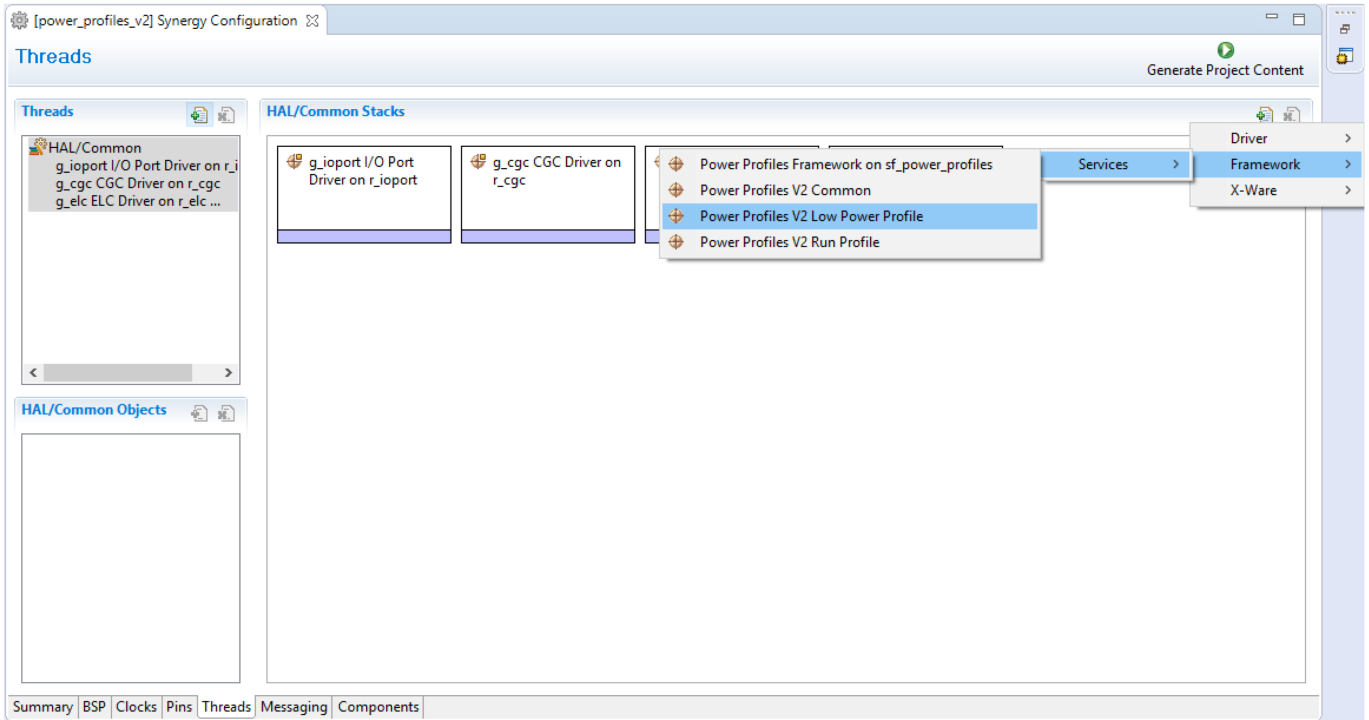 [power_profiles_v2] Synergy Configuration
Threads
Generate Project Content
Threads
HAL/Common
g_ioport I/O Port Driver on r_i
g_cgc CGC Driver on r_cgc
g_elc ELC Driver on r_elc ...
HAL/Common Stacks
g_ioport I/O Port
Driver on r_ioport
g_cgc CGC Driver on
r_cgc
Power Profiles Framework on sf_power_profiles
Power Profiles V2 Common
Power Profiles V2 Low Power Profile
Power Profiles V2 Run Profile
Services
Driver
Framework
X-Ware
HAL/Common Objects
Summary BSP Clocks Pins Threads Messaging Components